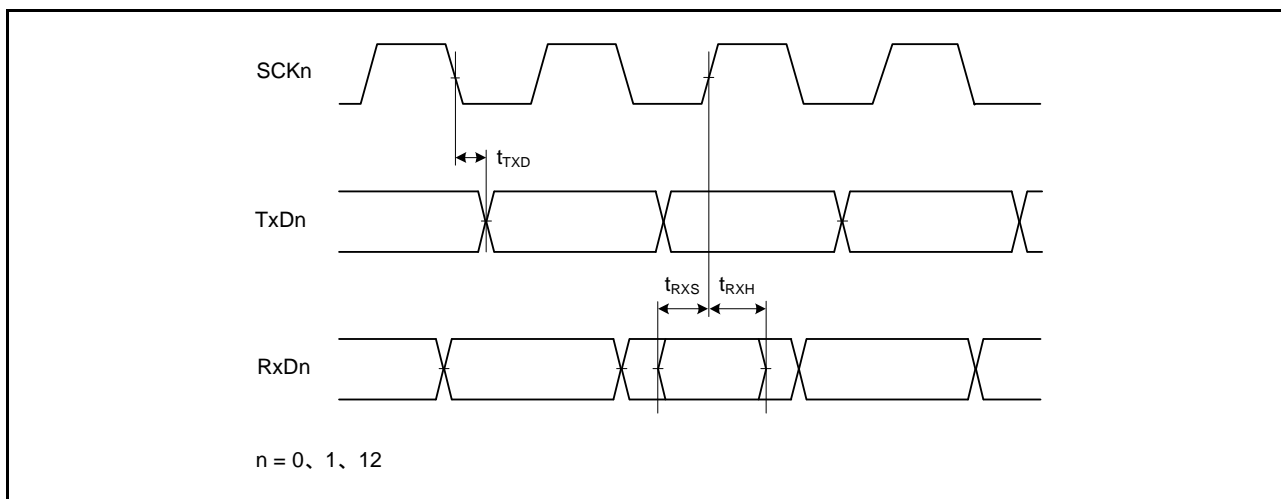 SCKn
tTXD
TxDn
tRXS tRXH
RxDn
n = 0、1、12